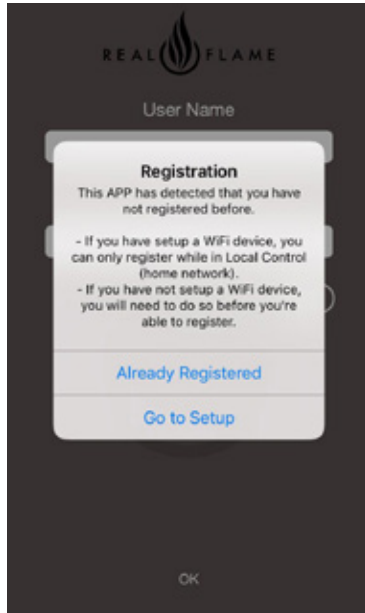 REAL FLAME
User Name
Registration
This APP has detected that you have
not registered before.
- If you have setup a WiFi device, you
can only register while in Local Control
(home network).
- If you have not setup a WiFi device,
you will need to do so before you're
able to register.
Already Registered
Go to Setup
OK